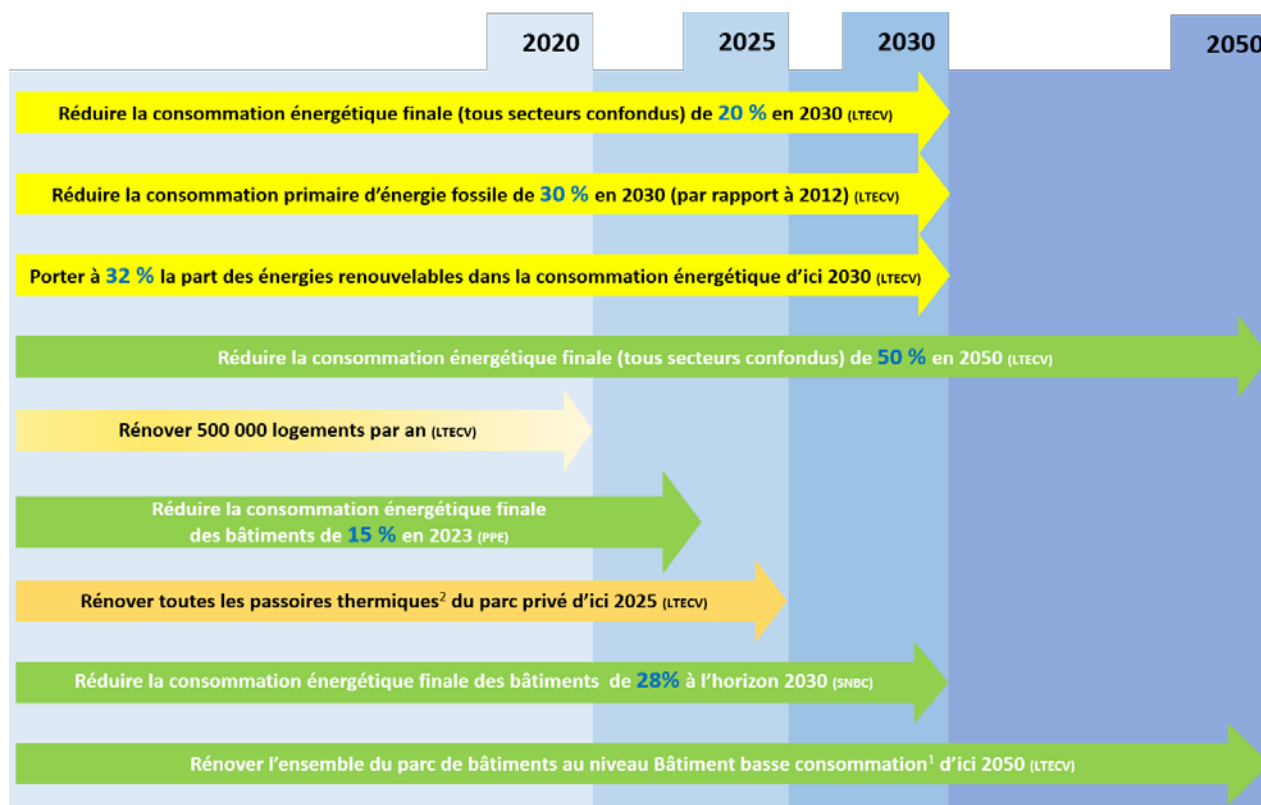 2020 2025 2030 2050
Réduire la consommation énergétique finale (tous secteurs confondus) de 20 % en 2030 (LTECV)
Réduire la consommation primaire d’énergie fossile de 30 % en 2030 (par rapport à 2012) (LTECV)
Porter à 32 % la part des énergies renouvelables dans la consommation énergétique d’ici 2030 (LTECV)
Réduire la consommation énergétique finale (tous secteurs confondus) de 50 % en 2050 (LTECV)
Rénover 500 000 logements par an (LTECV)
Réduire la consommation énergétique finale
des bâtiments de 15 % en 2023 (PPE)
Rénover toutes les passoires thermiques² du parc privé d’ici 2025 (LTECV)
Réduire la consommation énergétique finale des bâtiments de 28% à l’horizon 2030 (SNBC)
Rénover l’ensemble du parc de bâtiments au niveau Bâtiment basse consommation¹ d’ici 2050 (LTECV)